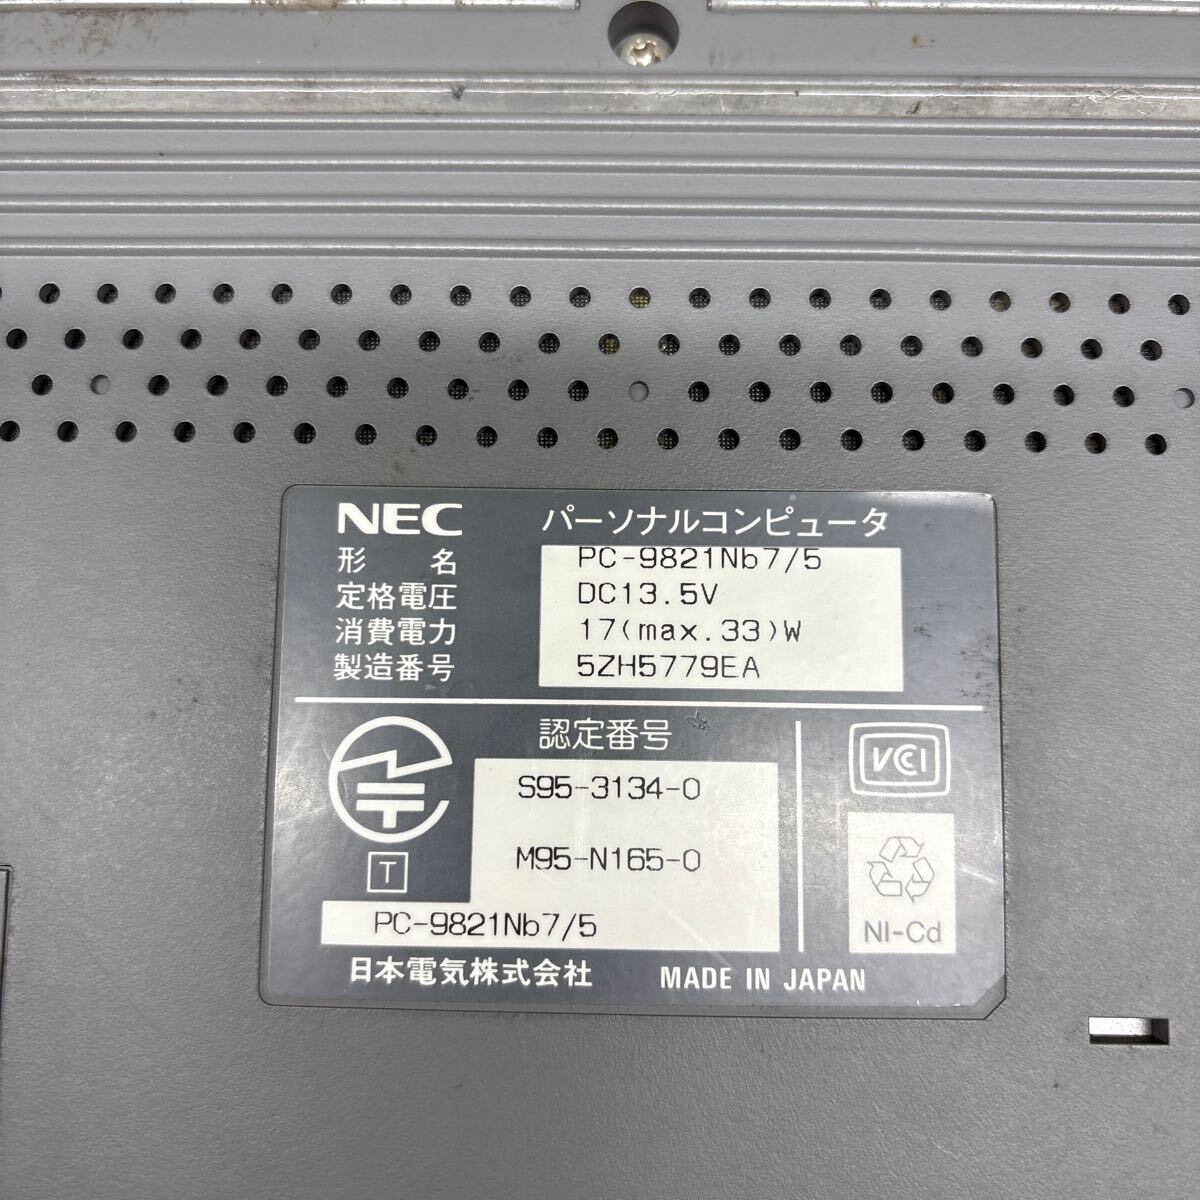 NEC パーソナルコンピュータ
形 名 PC-9821Nb7/5
定格電圧 DC13.5V
消費電力 17(max.33)W
製造番号 5ZH5779EA
認定番号
S95-3134-0
M95-N165-0
T
PC-9821Nb7/5
VCCI
NI-Cd
日本電気株式会社 MADE IN JAPAN